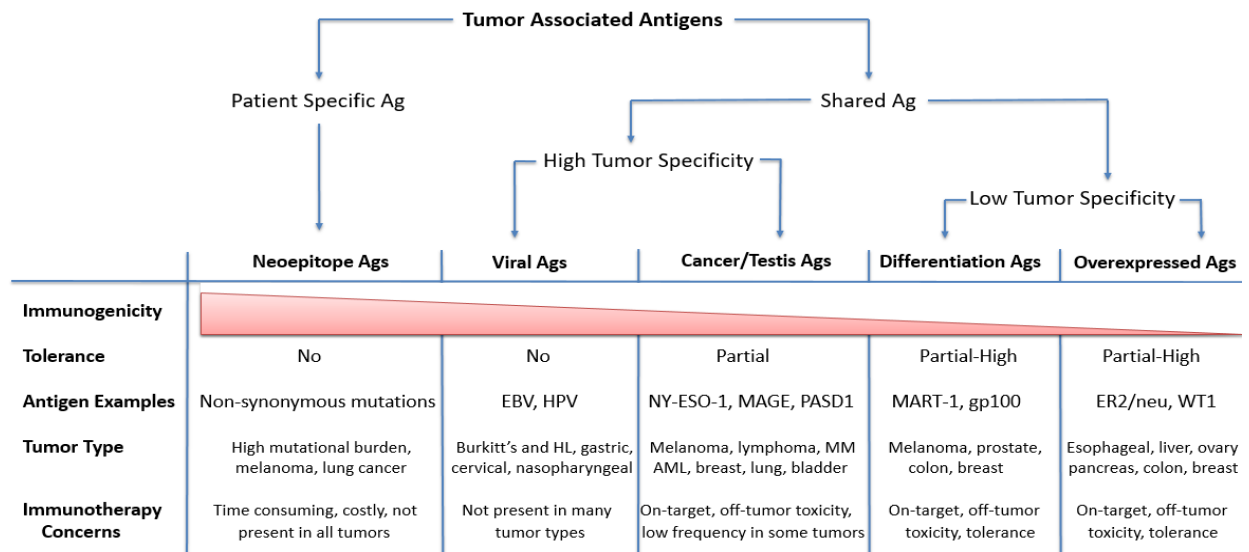 Tumor Associated Antigens
Patient Specific Ag
Shared Ag
High Tumor Specificity
Low Tumor Specificity
Neoepitope Ags
Viral Ags
Cancer/Testis Ags
Differentiation Ags
Overexpressed Ags
Immunogenicity
Tolerance
No
No
Partial
Partial-High
Partial-High
Antigen Examples
Non-synonymous mutations
EBV, HPV
NY-ESO-1, MAGE, PASD1
MART-1, gp100
ER2/neu, WT1
Tumor Type
High mutational burden,
melanoma, lung cancer
Burkitt's and HL, gastric,
cervical, nasopharyngeal
Melanoma, lymphoma, MM
AML, breast, lung, bladder
Melanoma, prostate,
colon, breast
Esophageal, liver, ovary
pancreas, colon, breast
Immunotherapy
Concerns
Time consuming, costly, not
present in all tumors
Not present in many
tumor types
On-target, off-tumor toxicity,
low frequency in some tumors
On-target, off-tumor
toxicity, tolerance
On-target, off-tumor
toxicity, tolerance